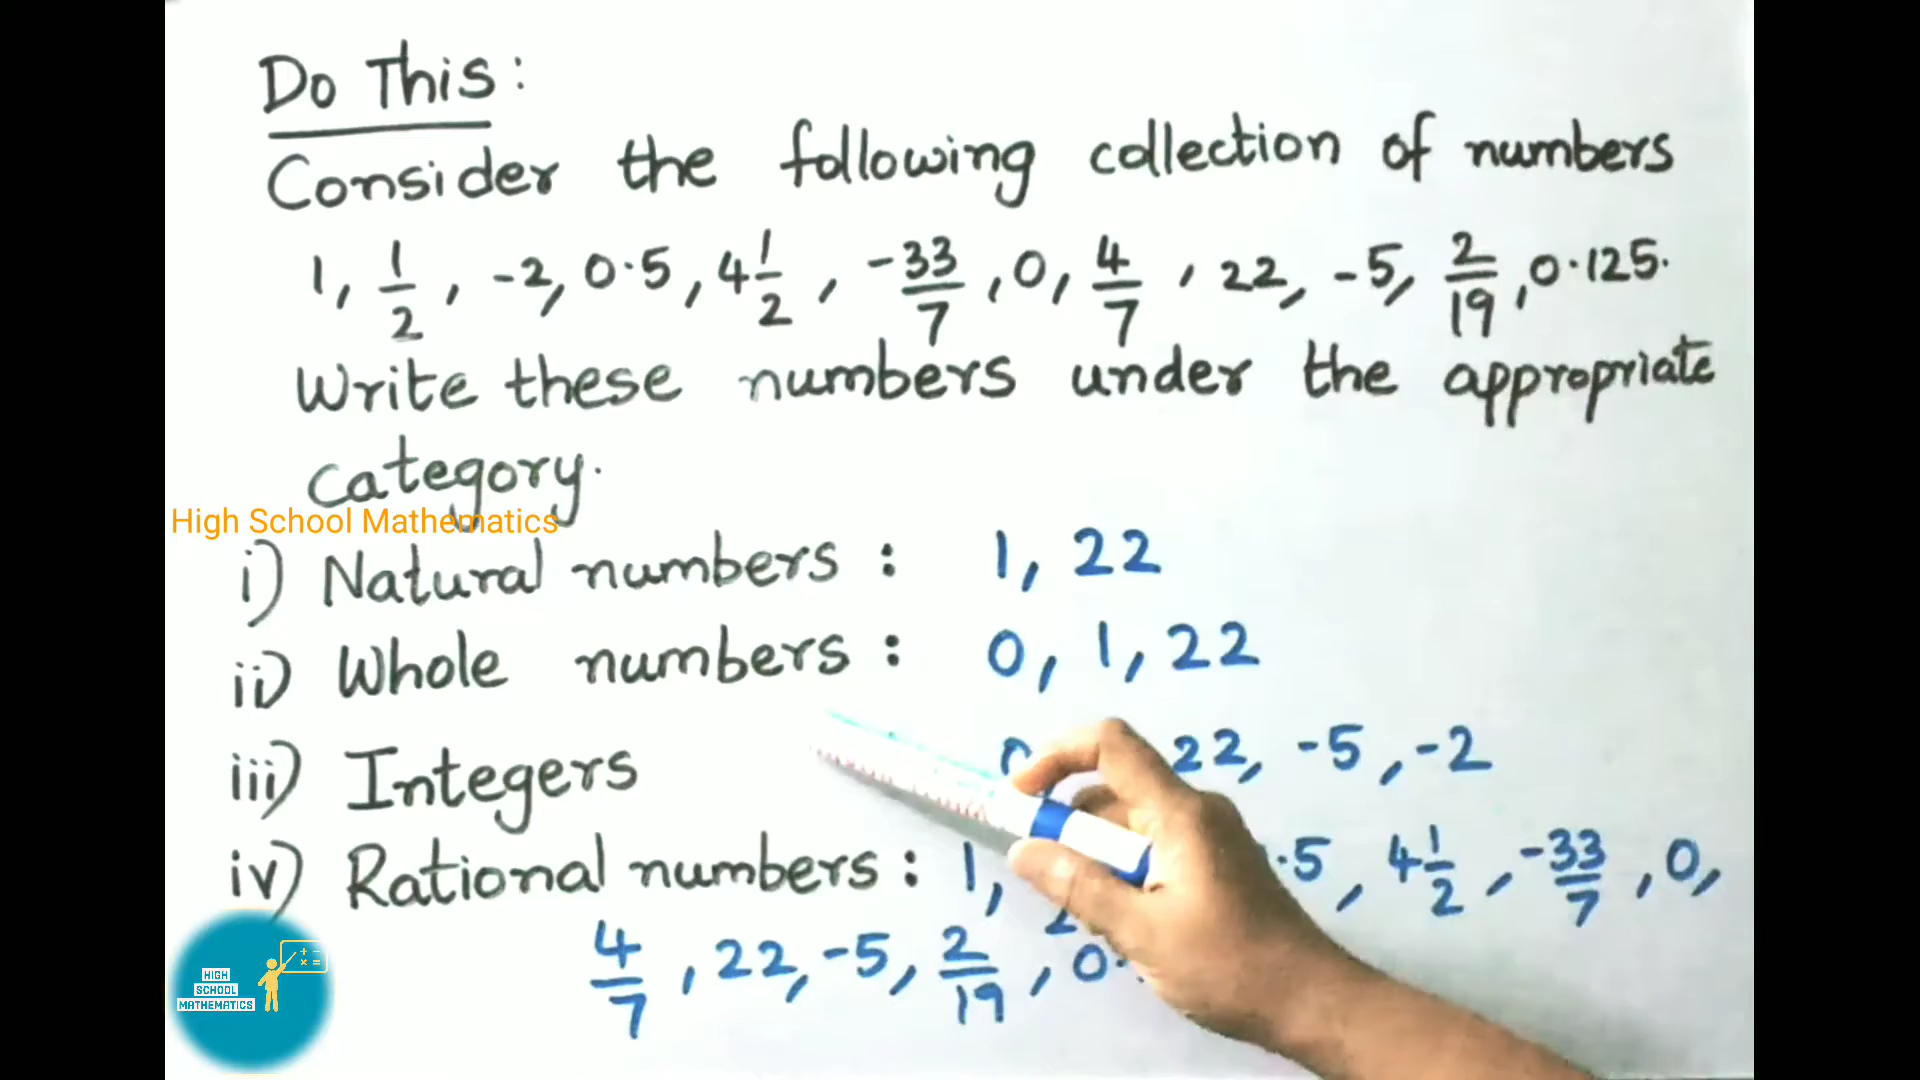 Do This:
Consider the following collection of numbers
1, 1/2, -2, 0.5, 4 1/2, -33/7, 0, 4/7, 22, -5, 2/19, 0.125.
Write these numbers under the appropriate
category.
High School Mathematics
i) Natural numbers : 1, 22
ii) Whole numbers : 0, 1, 22
iii) Integers 22, -5, -2
iv) Rational numbers : 1, .5, 4 1/2, -33/7, 0,
4/7, 22, -5, 2/19, 0.
HIGH
SCHOOL
MATHEMATICS